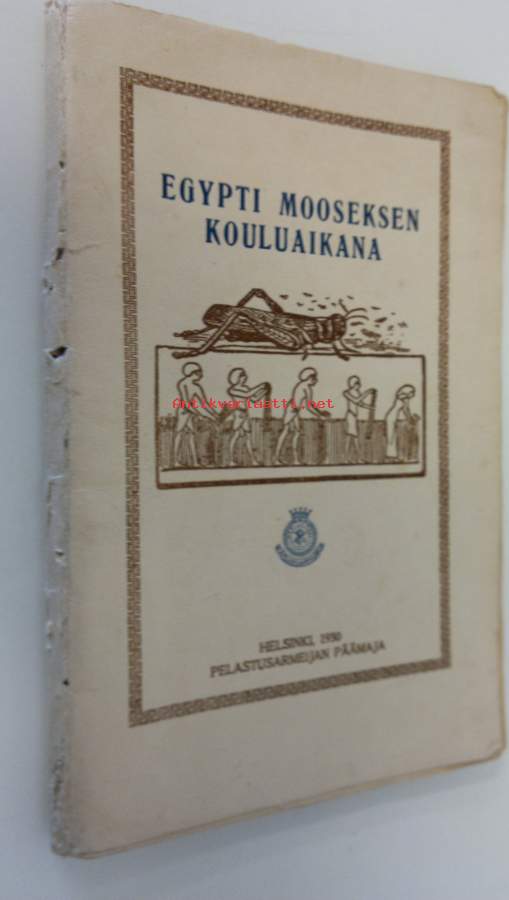 EGYPTI MOOSEKSEN
KOULUAIKANA
Antikvariaatti.net
HELSINKI, 1930
PELASTUSARMEIJAN PÄÄMAJA